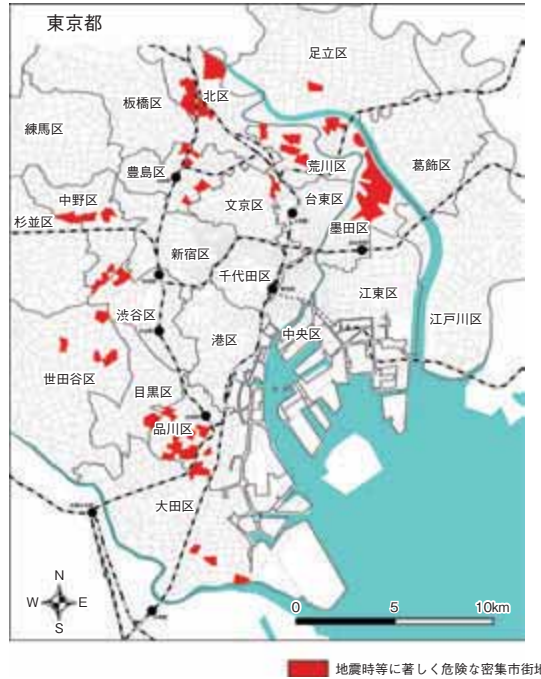 東京都
足立区
北区
板橋区
練馬区
葛飾区
荒川区
豊島区
中野区
文京区
台東区
杉並区
墨田区
新宿区
千代田区
江東区
江戸川区
渋谷区
港区
中央区
世田谷区
目黒区
品川区
大田区
N
W E
S
0 5 10km
地震時等に著しく危険な密集市街地